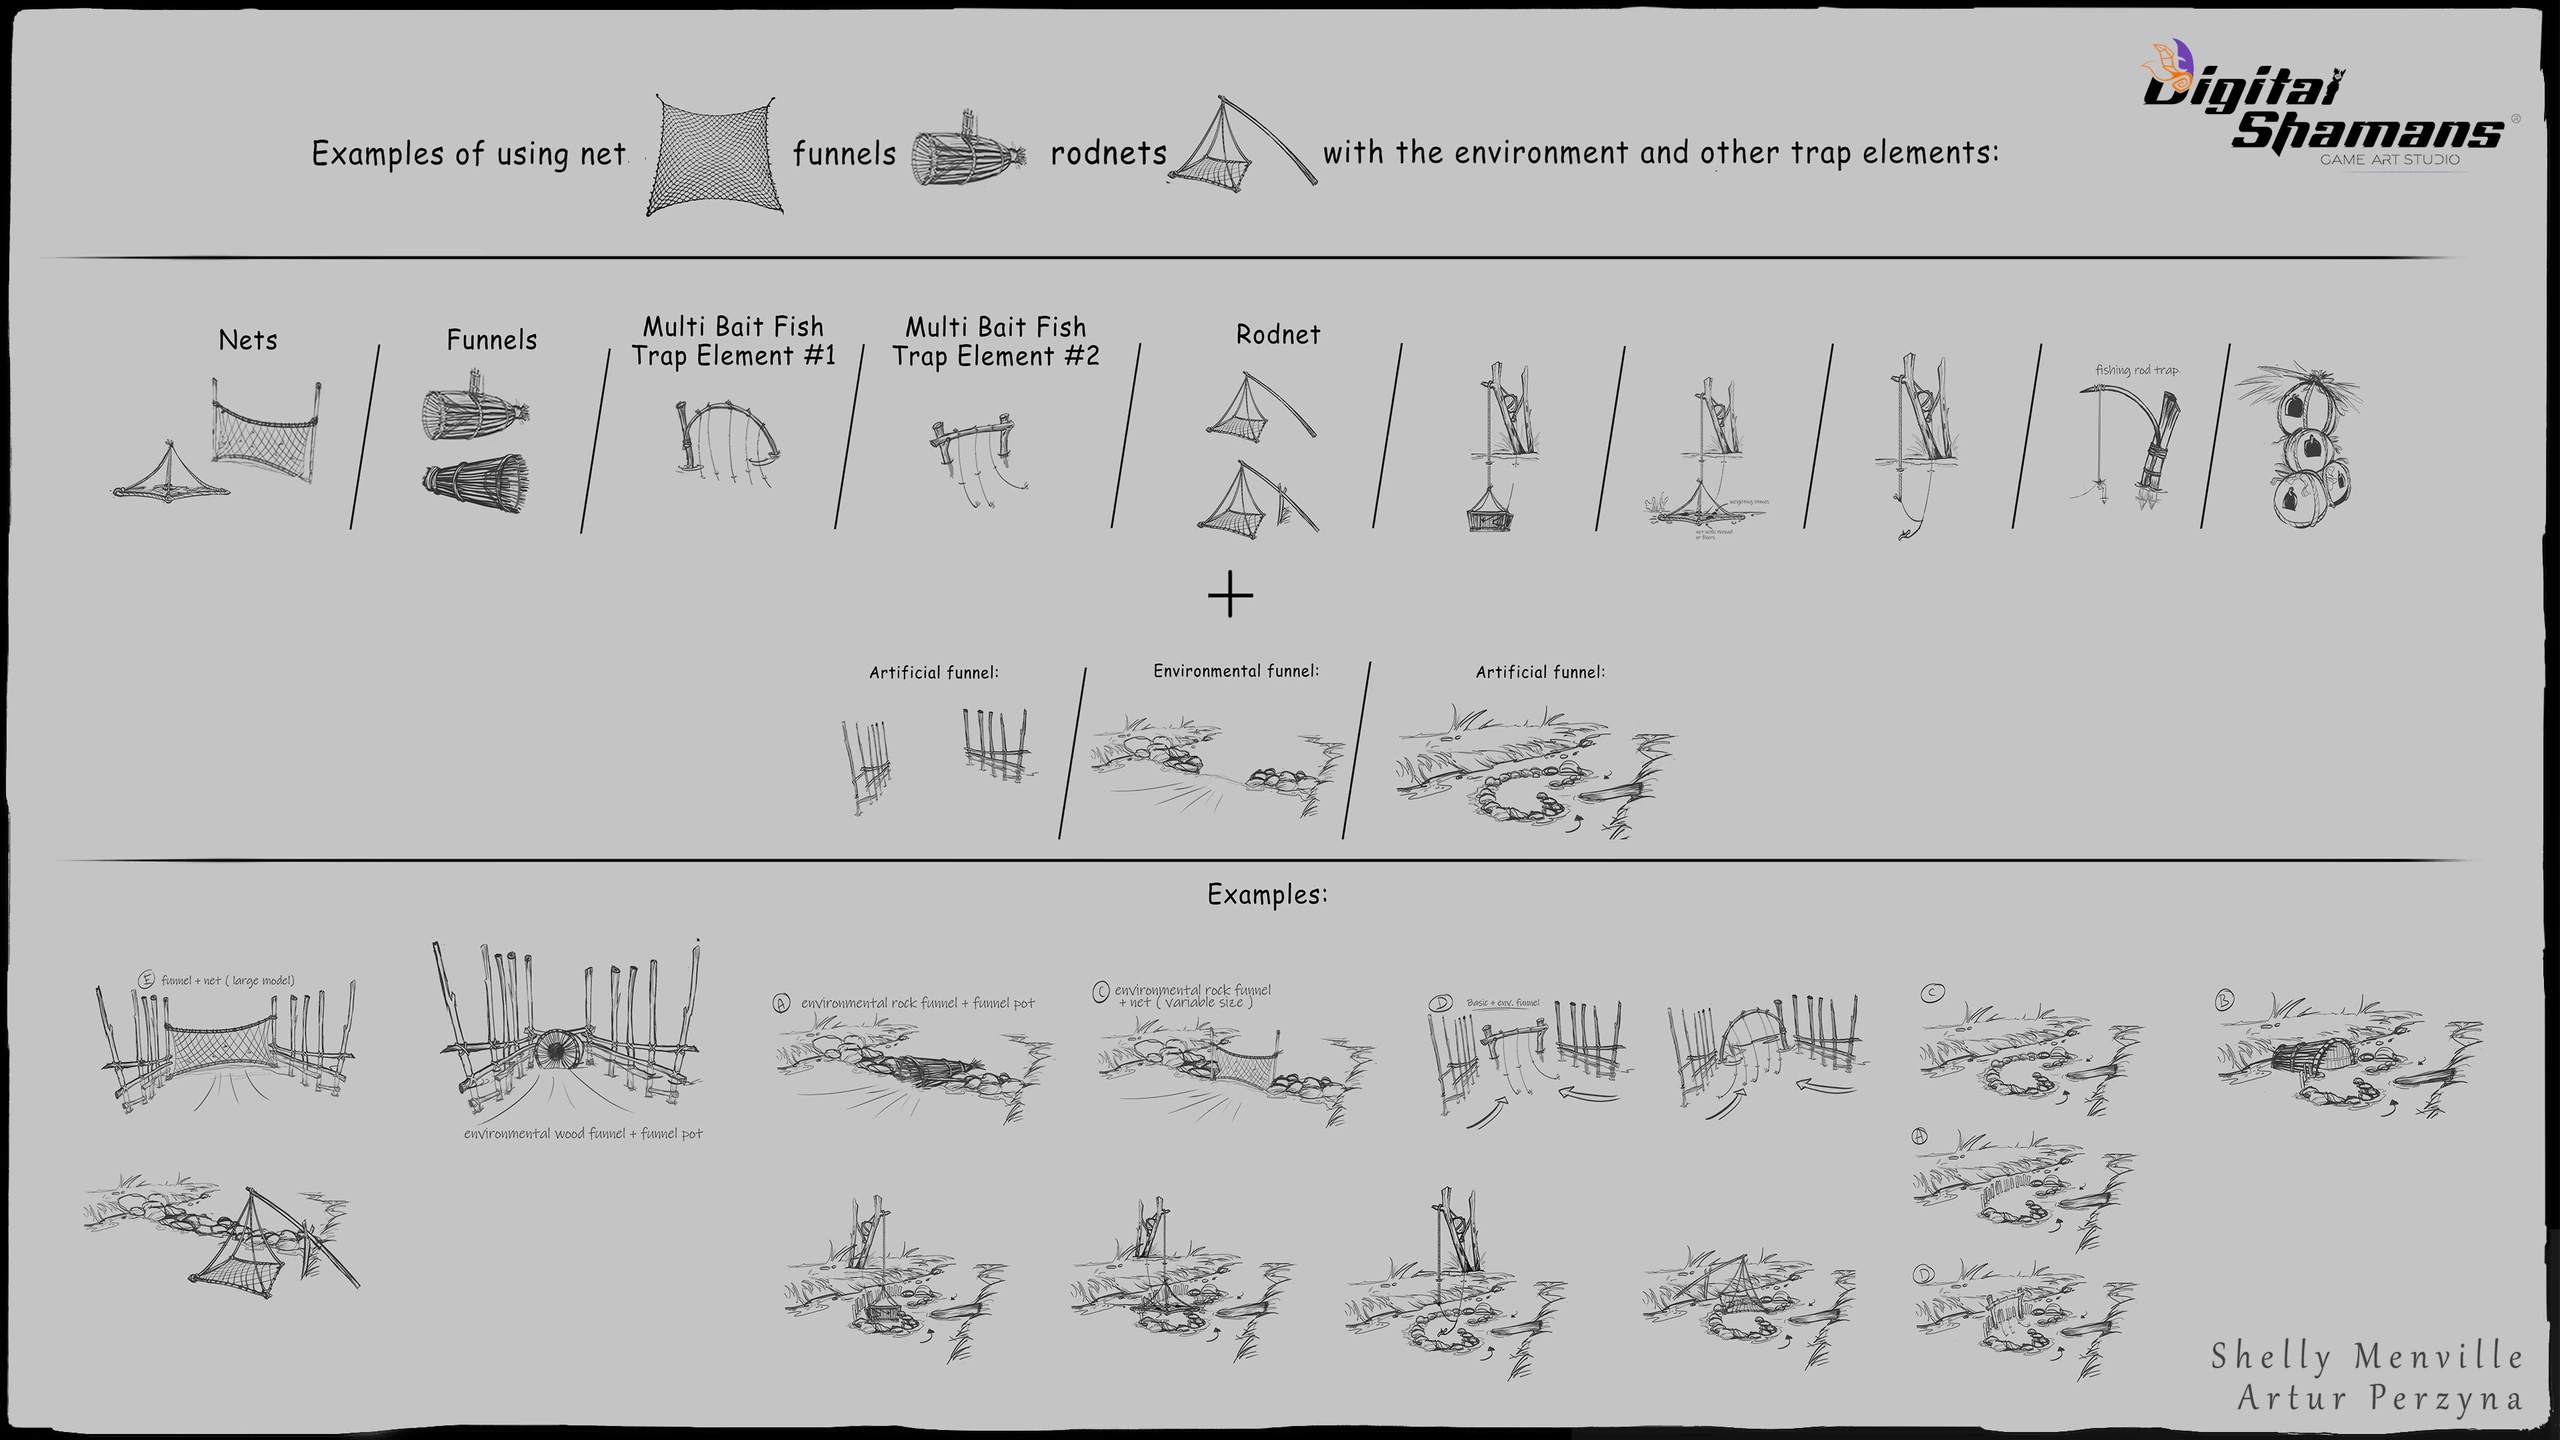 Digital
Shamans
GAME ART STUDIO
Examples of using net funnels rodnets with the environment and other trap elements:
Nets
Funnels
Multi Bait Fish
Trap Element #1
Multi Bait Fish
Trap Element #2
Rodnet
weighting stones
fishing rod trap
+
Artificial funnel:
Environmental funnel:
Artificial funnel:
Examples:
E funnel + net ( large model)
environmental wood funnel + funnel pot
A environmental rock funnel + funnel pot
C environmental rock funnel
+ net ( variable size )
D Basic + env. funnel
C
B
A
D
Shelly Menville
Artur Perzyna